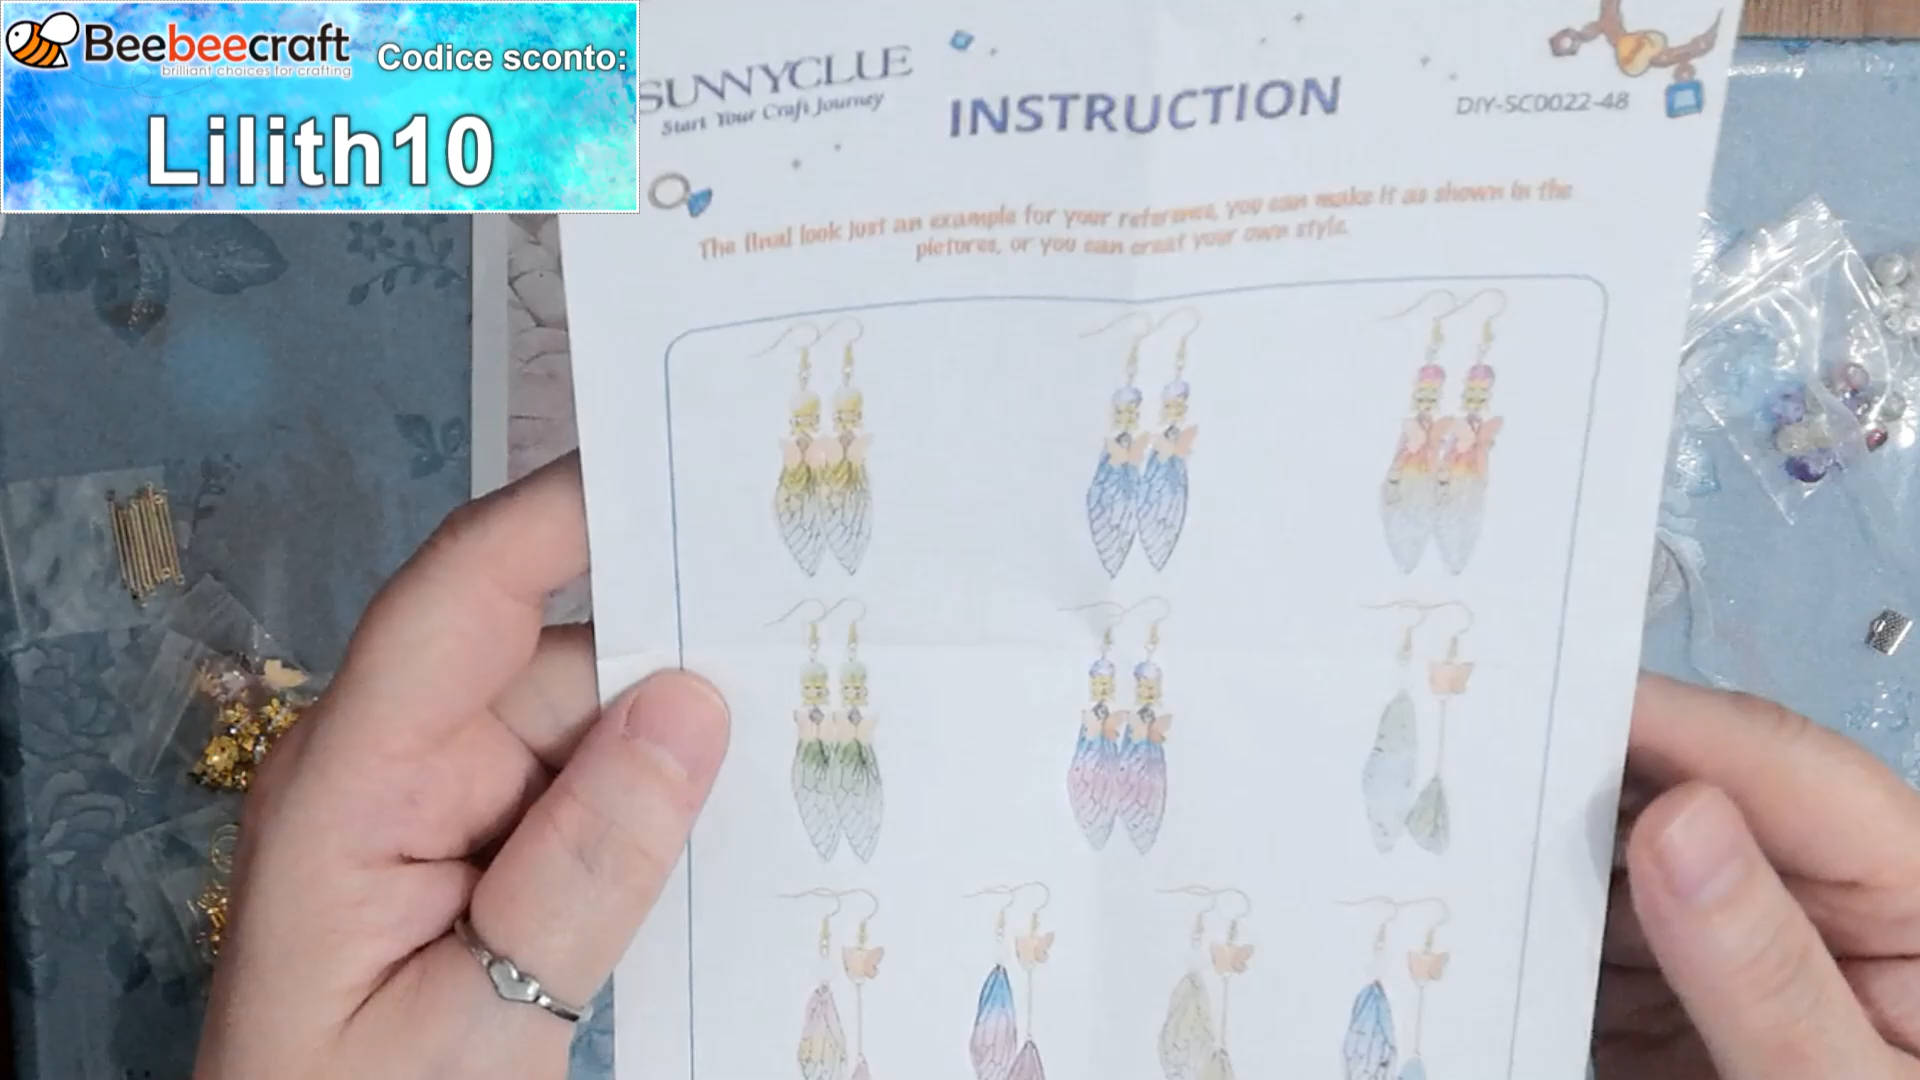 Beebeecraft
brilliant choices for crafting
Codice sconto:
Lilith10
SUNNYCLUE
Start Your Craft Journey
INSTRUCTION
DIY-SC0022-48
The final look just an example for your reference, you can make it as shown in the
pictures, or you can creat your own style.